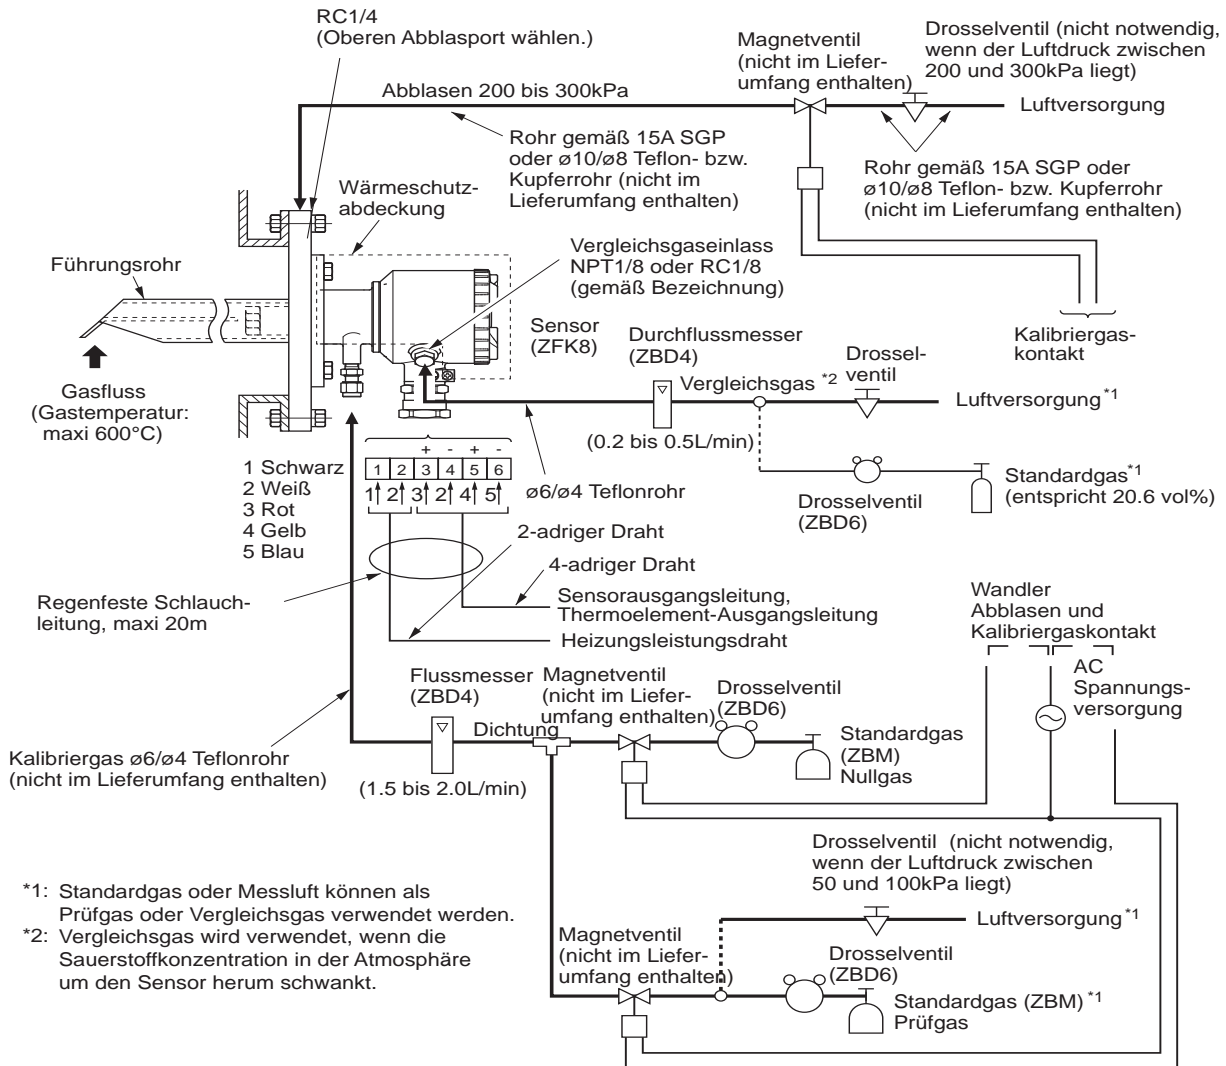 RC1/4
(Oberen Abblasport wählen.)
Magnetventil
(nicht im Liefer-
umfang enthalten)
Drosselventil (nicht notwendig,
wenn der Luftdruck zwischen
200 und 300kPa liegt)
Abblasen 200 bis 300kPa
Luftversorgung
Rohr gemäß 15A SGP
oder ø10/ø8 Teflon- bzw.
Kupferrohr (nicht im
Lieferumfang enthalten)
Rohr gemäß 15A SGP oder
ø10/ø8 Teflon- bzw. Kupferrohr
(nicht im Lieferumfang enthalten)
Wärmeschutz-
abdeckung
Vergleichsgaseinlass
NPT1/8 oder RC1/8
(gemäß Bezeichnung)
Führungsrohr
Gasfluss
(Gastemperatur:
maxi 600°C)
Sensor
(ZFK8)
Durchflussmesser
(ZBD4)
Kalibriergas-
kontakt
Drossel-
ventil
Vergleichsgas *2
Luftversorgung*1
(0.2 bis 0.5L/min)
1 Schwarz
2 Weiß
3 Rot
4 Gelb
5 Blau
+ - + -
1 2 3 4 5 6
1 2 3 2 4 5
ø6/ø4 Teflonrohr
Drosselventil
(ZBD6)
Standardgas*1
(entspricht 20.6 vol%)
2-adriger Draht
4-adriger Draht
Regenfeste Schlauch-
leitung, maxi 20m
Sensorausgangsleitung,
Thermoelement-Ausgangsleitung
Heizungsleistungsdraht
Wandler
Abblasen und
Kalibriergaskontakt
AC
Spannungs-
versorgung
Flussmesser
(ZBD4)
Magnetventil
(nicht im Liefer-
umfang enthalten)
Drosselventil
(ZBD6)
Dichtung
Standardgas
(ZBM)
Nullgas
Kalibriergas ø6/ø4 Teflonrohr
(nicht im Lieferumfang enthalten)
(1.5 bis 2.0L/min)
Drosselventil (nicht notwendig,
wenn der Luftdruck zwischen
50 und 100kPa liegt)
*1: Standardgas oder Messluft können als
Prüfgas oder Vergleichsgas verwendet werden.
*2: Vergleichsgas wird verwendet, wenn die
Sauerstoffkonzentration in der Atmosphäre
um den Sensor herum schwankt.
Luftversorgung*1
Magnetventil
(nicht im Liefer-
umfang enthalten)
Drosselventil
(ZBD6)
Standardgas (ZBM) *1
Prüfgas